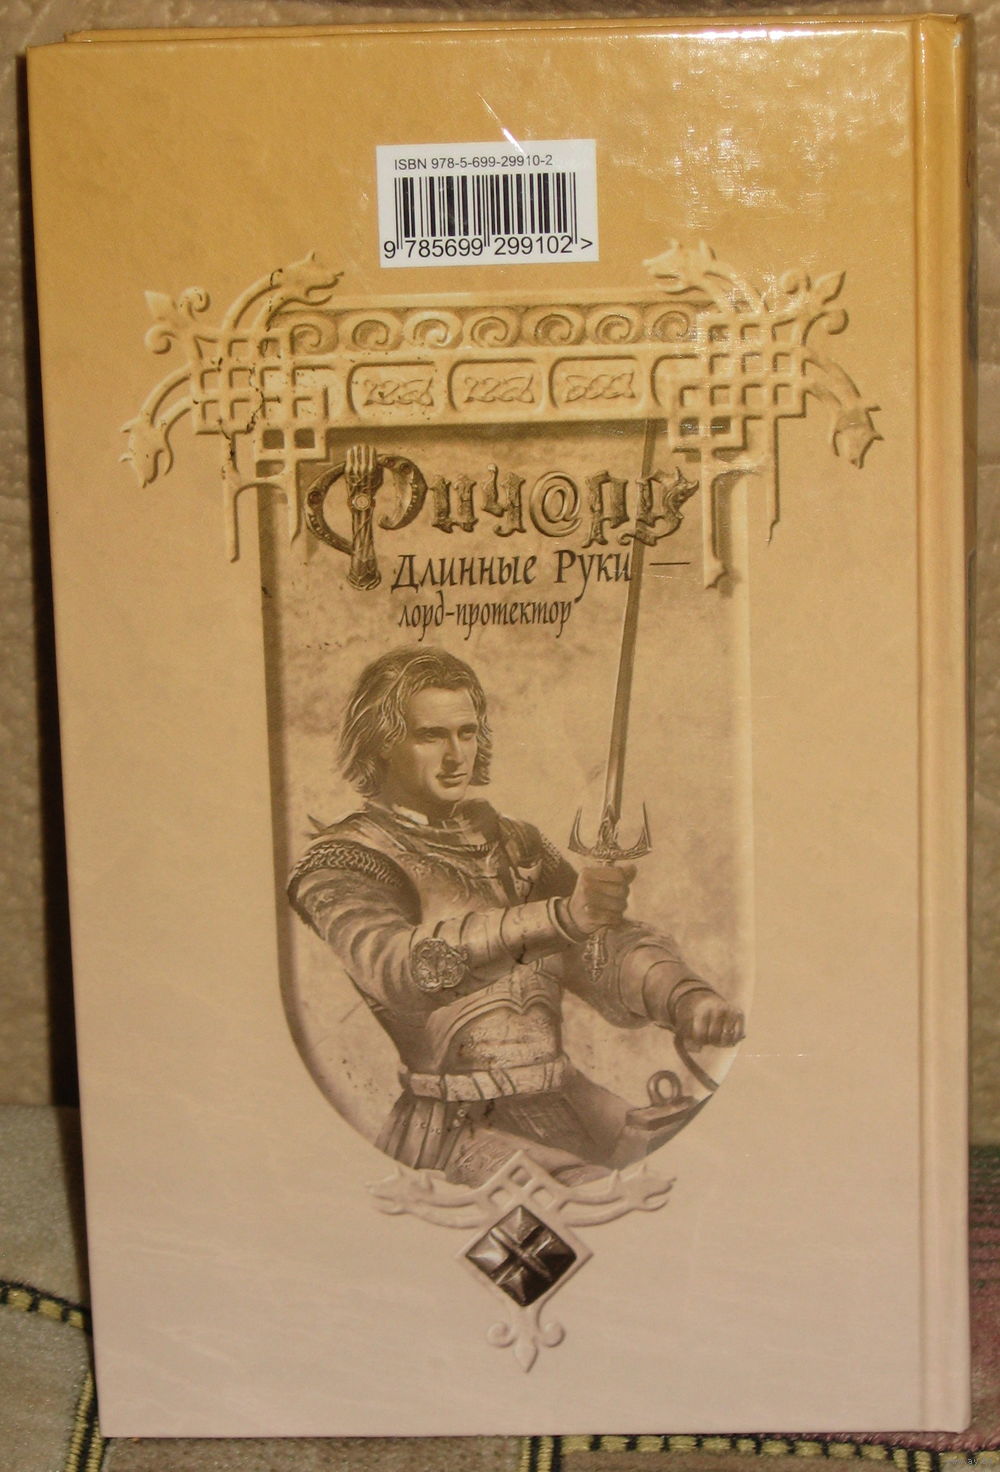 ISBN 978-5-699-29910-2
9 785699 299102 >
Ричард
Длинные Руки —
лорд-протектор